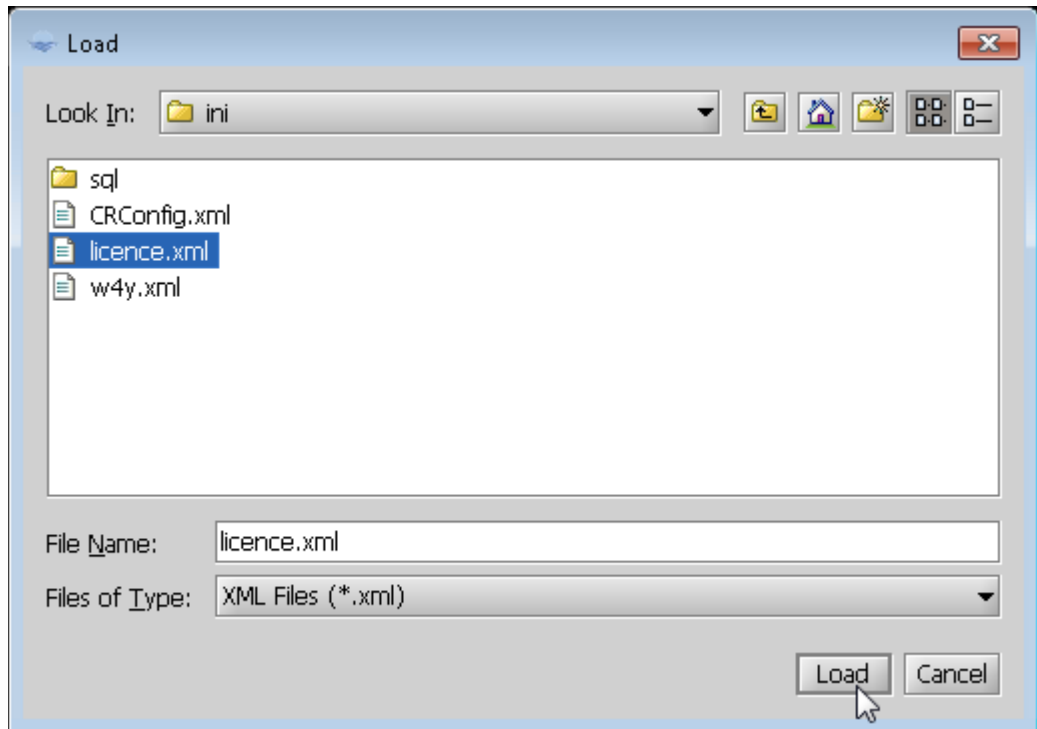 Load
Look In: ini
sql
CRConfig.xml
licence.xml
w4y.xml
File Name: licence.xml
Files of Type: XML Files (*.xml)
Load Cancel